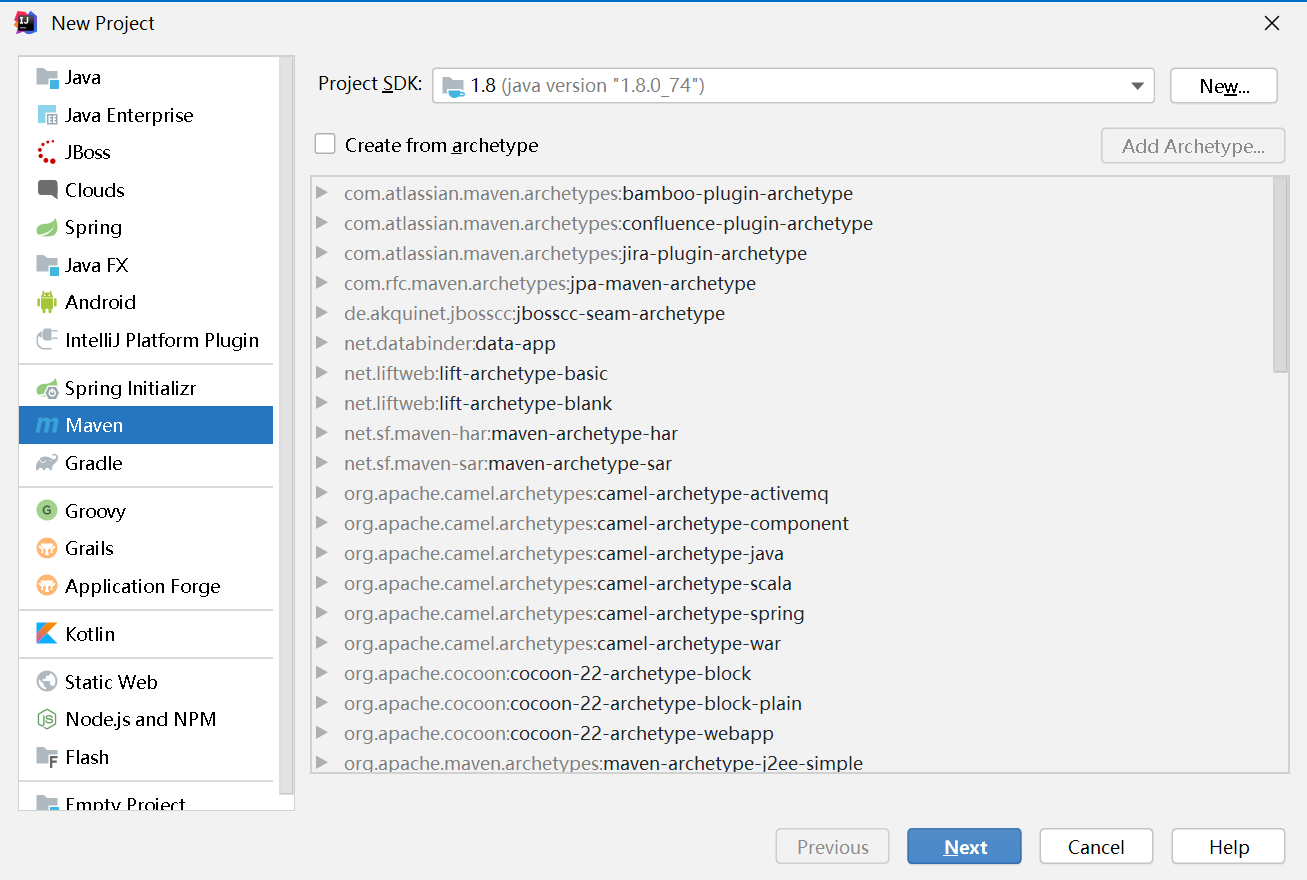 New Project
Java
Java Enterprise
JBoss
Clouds
Spring
Java FX
Android
IntelliJ Platform Plugin
Spring Initializr
Maven
Gradle
Groovy
Grails
Application Forge
Kotlin
Static Web
Node.js and NPM
Flash
Empty Project
Project SDK: 1.8 (java version "1.8.0_74") New...
Create from archetype Add Archetype...
com.atlassian.maven.archetypes:bamboo-plugin-archetype
com.atlassian.maven.archetypes:confluence-plugin-archetype
com.atlassian.maven.archetypes:jira-plugin-archetype
com.rfc.maven.archetypes:jpa-maven-archetype
de.akquinet.jbosscc:jbosscc-seam-archetype
net.databinder:data-app
net.liftweb:lift-archetype-basic
net.liftweb:lift-archetype-blank
net.sf.maven-har:maven-archetype-har
net.sf.maven-sar:maven-archetype-sar
org.apache.camel.archetypes:camel-archetype-activemq
org.apache.camel.archetypes:camel-archetype-component
org.apache.camel.archetypes:camel-archetype-java
org.apache.camel.archetypes:camel-archetype-scala
org.apache.camel.archetypes:camel-archetype-spring
org.apache.camel.archetypes:camel-archetype-war
org.apache.cocoon:cocoon-22-archetype-block
org.apache.cocoon:cocoon-22-archetype-block-plain
org.apache.cocoon:cocoon-22-archetype-webapp
org.apache.maven.archetypes:maven-archetype-j2ee-simple
Previous Next Cancel Help